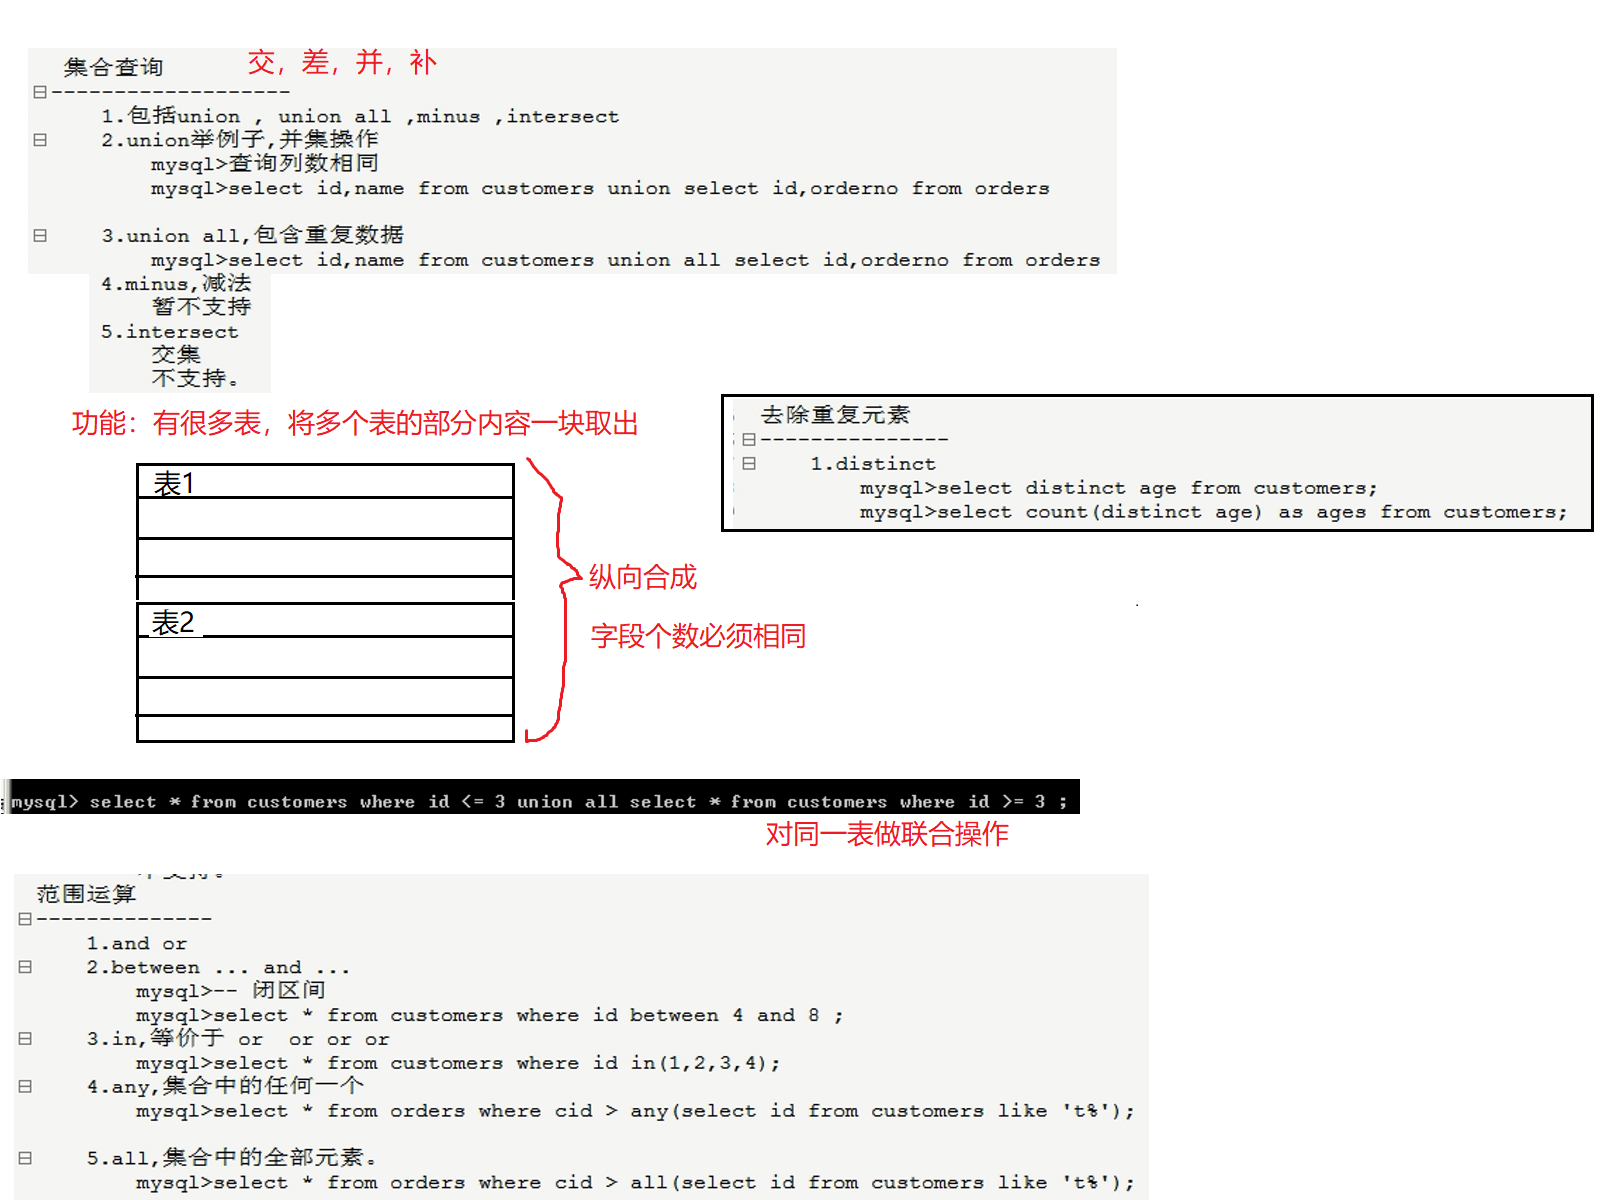 集合查询
交，差，并，补
-------------------
1.包括union , union all ,minus ,intersect
2.union举例子,并集操作
mysql>查询列数相同
mysql>select id,name from customers union select id,orderno from orders
3.union all,包含重复数据
mysql>select id,name from customers union all select id,orderno from orders
4.minus,减法
暂不支持
5.intersect
交集
不支持。
功能：有很多表，将多个表的部分内容一块取出
去除重复元素
---------------
1.distinct
mysql>select distinct age from customers;
mysql>select count(distinct age) as ages from customers;
表1
纵向合成
表2
字段个数必须相同
mysql> select * from customers where id <= 3 union all select * from customers where id >= 3 ;
对同一表做联合操作
不支持。
范围运算
--------------
1.and or
2.between ... and ...
mysql>-- 闭区间
mysql>select * from customers where id between 4 and 8 ;
3.in,等价于 or  or or or
mysql>select * from customers where id in(1,2,3,4);
4.any,集合中的任何一个
mysql>select * from orders where cid > any(select id from customers like 't%');
5.all,集合中的全部元素。
mysql>select * from orders where cid > all(select id from customers like 't%');